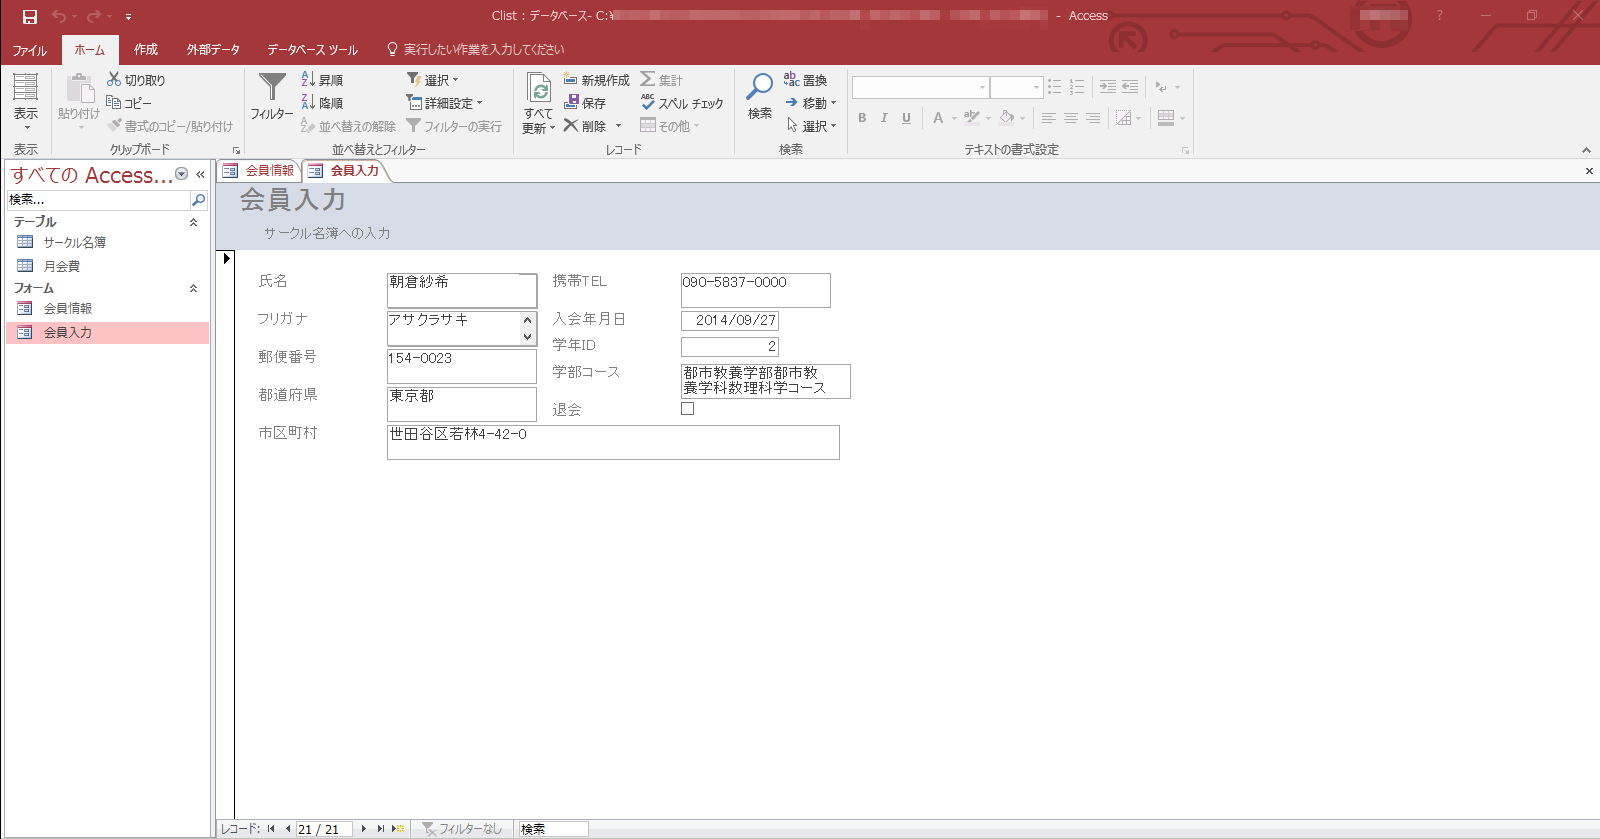 Clist : データベース- C:¥ - Access
ファイル ホーム 作成 外部データ データベース ツール 実行したい作業を入力してください
表示
表示
貼り付け
切り取り
コピー
書式のコピー/貼り付け
クリップボード
フィルター
昇順
降順
並べ替えの解除
選択
詳細設定
フィルターの実行
並べ替えとフィルター
すべて
更新
新規作成
保存
削除
集計
スペル チェック
その他
レコード
検索
置換
移動
選択
検索
B I U A
テキストの書式設定
すべての Access...
検索...
テーブル
サークル名簿
月会費
フォーム
会員情報
会員入力
会員情報 会員入力
会員入力
サークル名簿への入力
氏名 朝倉紗希
フリガナ アサクラサキ
郵便番号 154-0023
都道府県 東京都
市区町村 世田谷区若林4-42-0
携帯TEL 090-5837-0000
入会年月日 2014/09/27
学年ID 2
学部コース 都市教養学部都市教
養学科数理科学コース
退会
レコード: 21 / 21 フィルターなし 検索